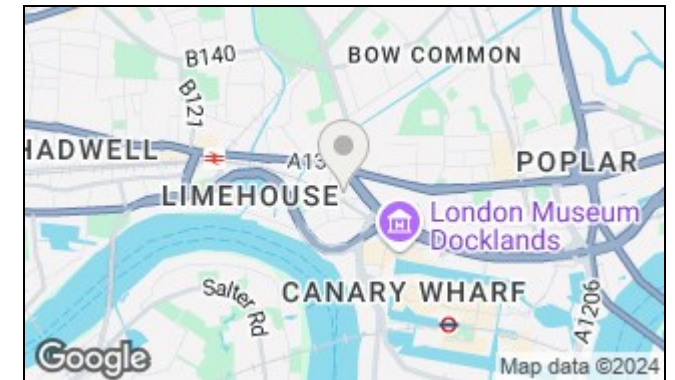 B140
BOW COMMON
B121
HADWELL
A13
POPLAR
LIMEHOUSE
London Museum
Docklands
Salter Rd
CANARY WHARF
A1206
Google
Map data ©2024